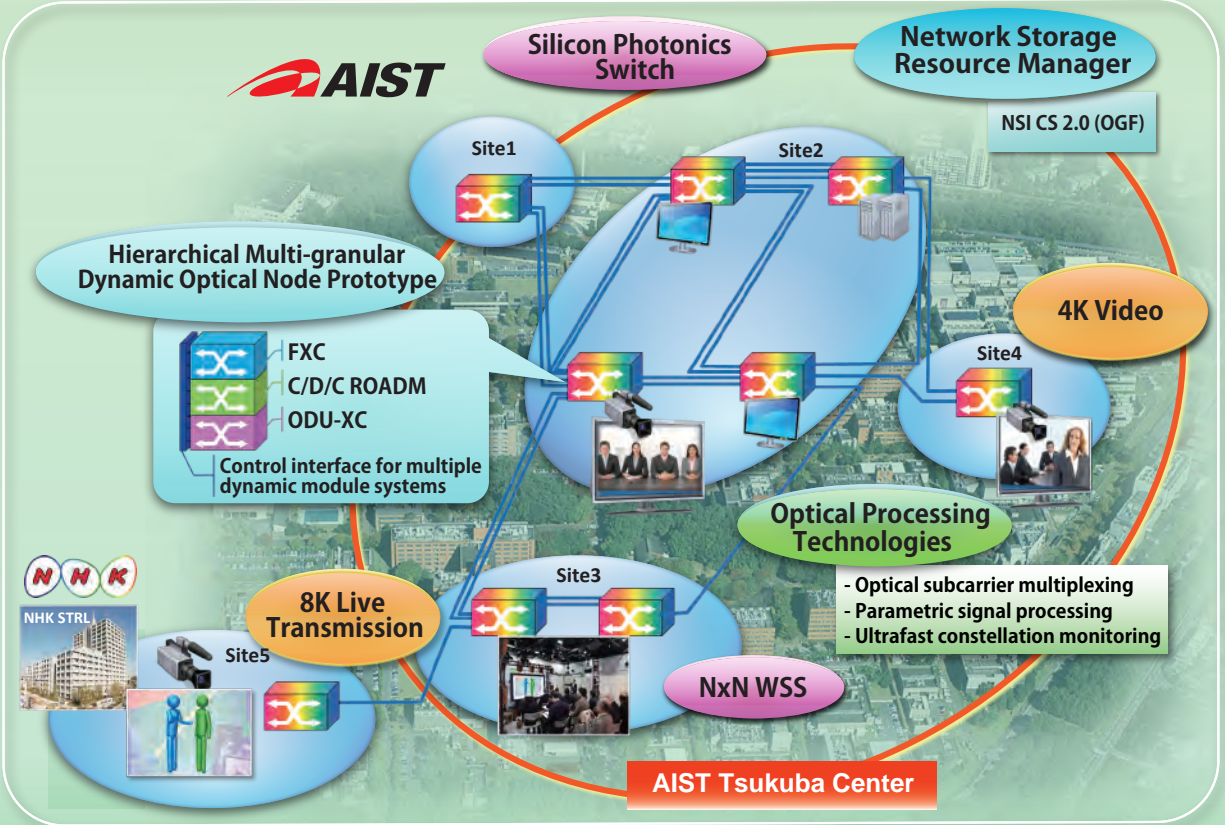 AIST
Silicon Photonics
Switch
Network Storage
Resource Manager
NSI CS 2.0 (OGF)
Site1
Site2
Hierarchical Multi-granular
Dynamic Optical Node Prototype
FXC
C/D/C ROADM
ODU-XC
Control interface for multiple
dynamic module systems
4K Video
Site4
Optical Processing
Technologies
- Optical subcarrier multiplexing
- Parametric signal processing
- Ultrafast constellation monitoring
NHK
NHK STRL
8K Live
Transmission
Site3
Site5
NxN WSS
AIST Tsukuba Center